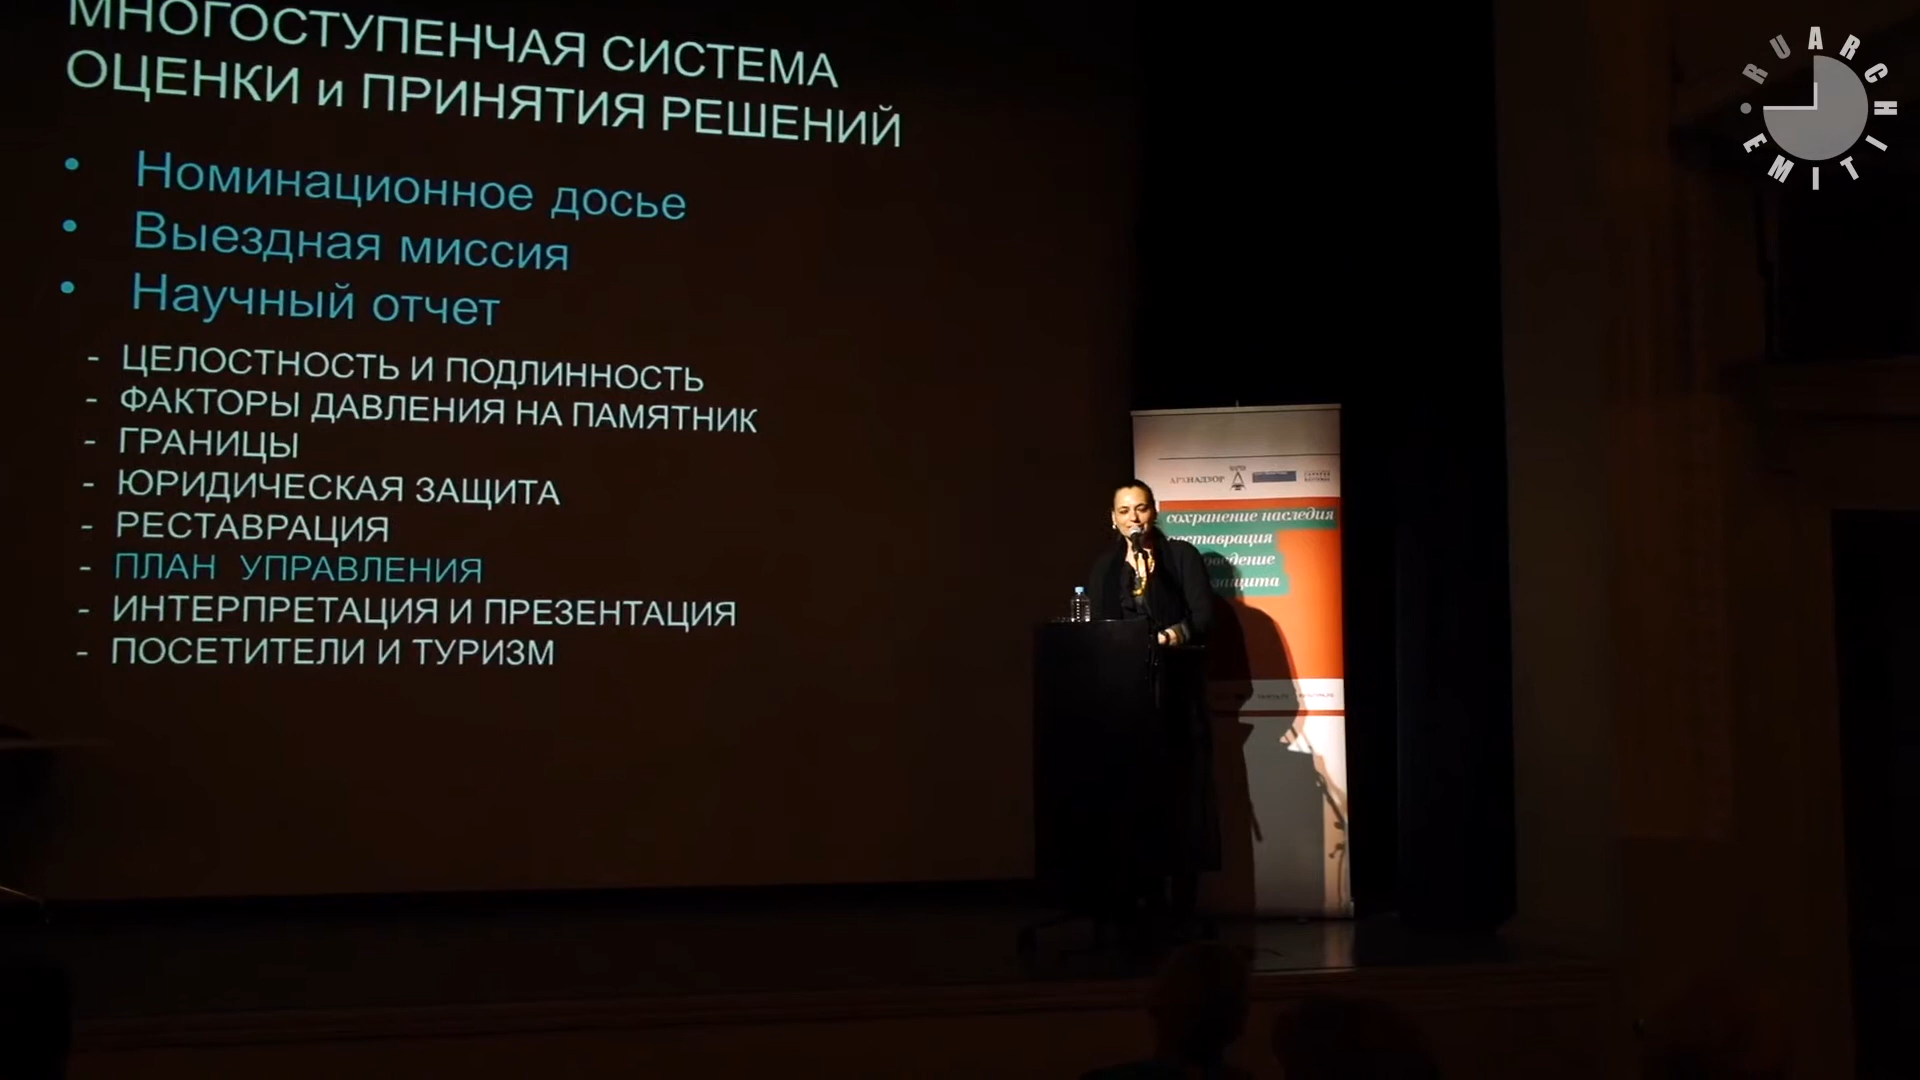 МНОГОСТУПЕНЧАЯ СИСТЕМА
ОЦЕНКИ и ПРИНЯТИЯ РЕШЕНИЙ
• Номинационное досье
• Выездная миссия
• Научный отчет
- ЦЕЛОСТНОСТЬ И ПОДЛИННОСТЬ
- ФАКТОРЫ ДАВЛЕНИЯ НА ПАМЯТНИК
- ГРАНИЦЫ
- ЮРИДИЧЕСКАЯ ЗАЩИТА
- РЕСТАВРАЦИЯ
- ПЛАН УПРАВЛЕНИЯ
- ИНТЕРПРЕТАЦИЯ И ПРЕЗЕНТАЦИЯ
- ПОСЕТИТЕЛИ И ТУРИЗМ
RUARCH
TIME
АРХНАДЗОР
сохранение наследия
реставрация
защита